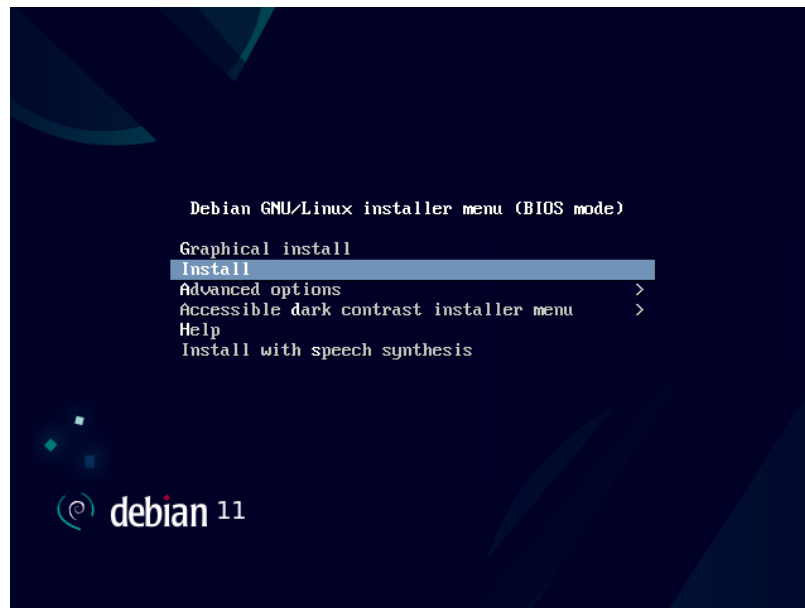 Debian GNU/Linux installer menu (BIOS mode)
Graphical install
Install
Advanced options >
Accessible dark contrast installer menu >
Help
Install with speech synthesis
debian 11